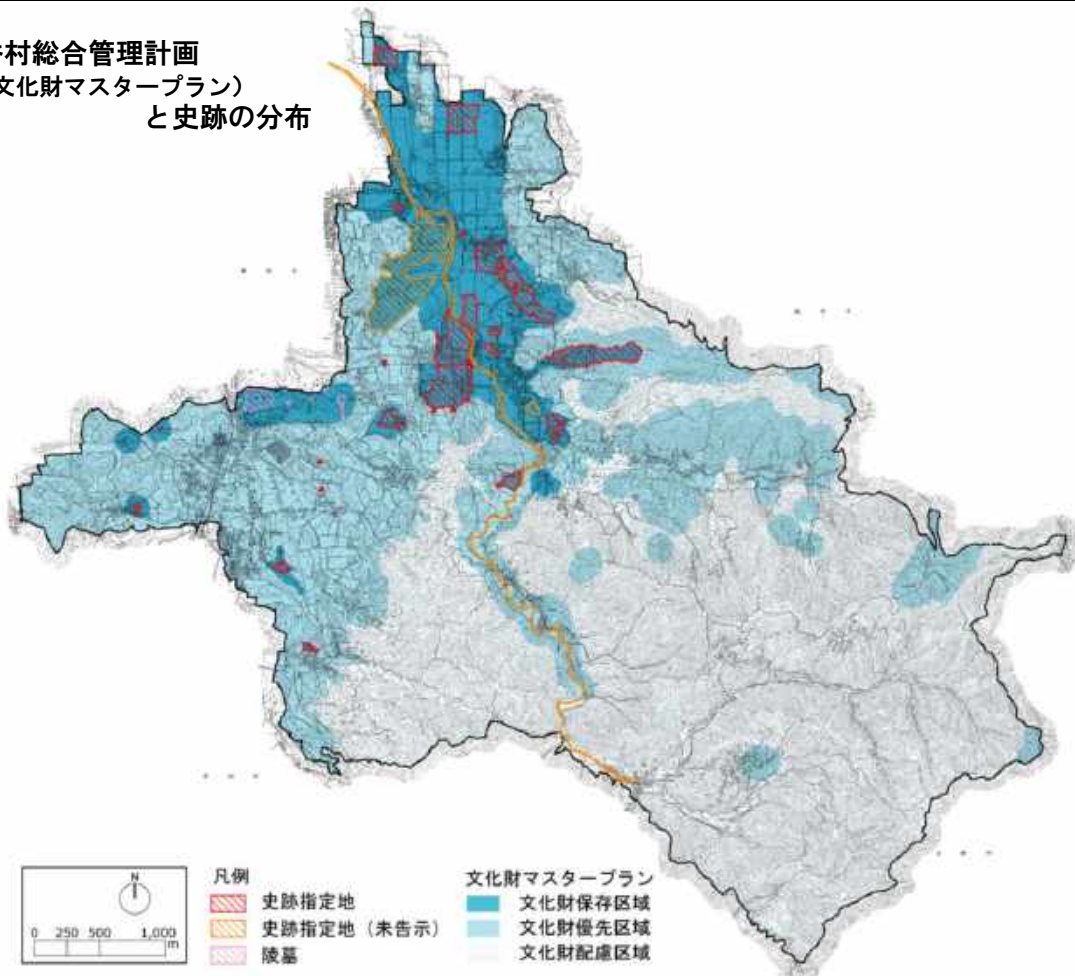 村総合管理計画
文化財マスタープラン）
と史跡の分布
N
0 250 500 1,000
m
凡例
史跡指定地
史跡指定地（未告示）
陵墓
文化財マスタープラン
文化財保存区域
文化財優先区域
文化財配慮区域